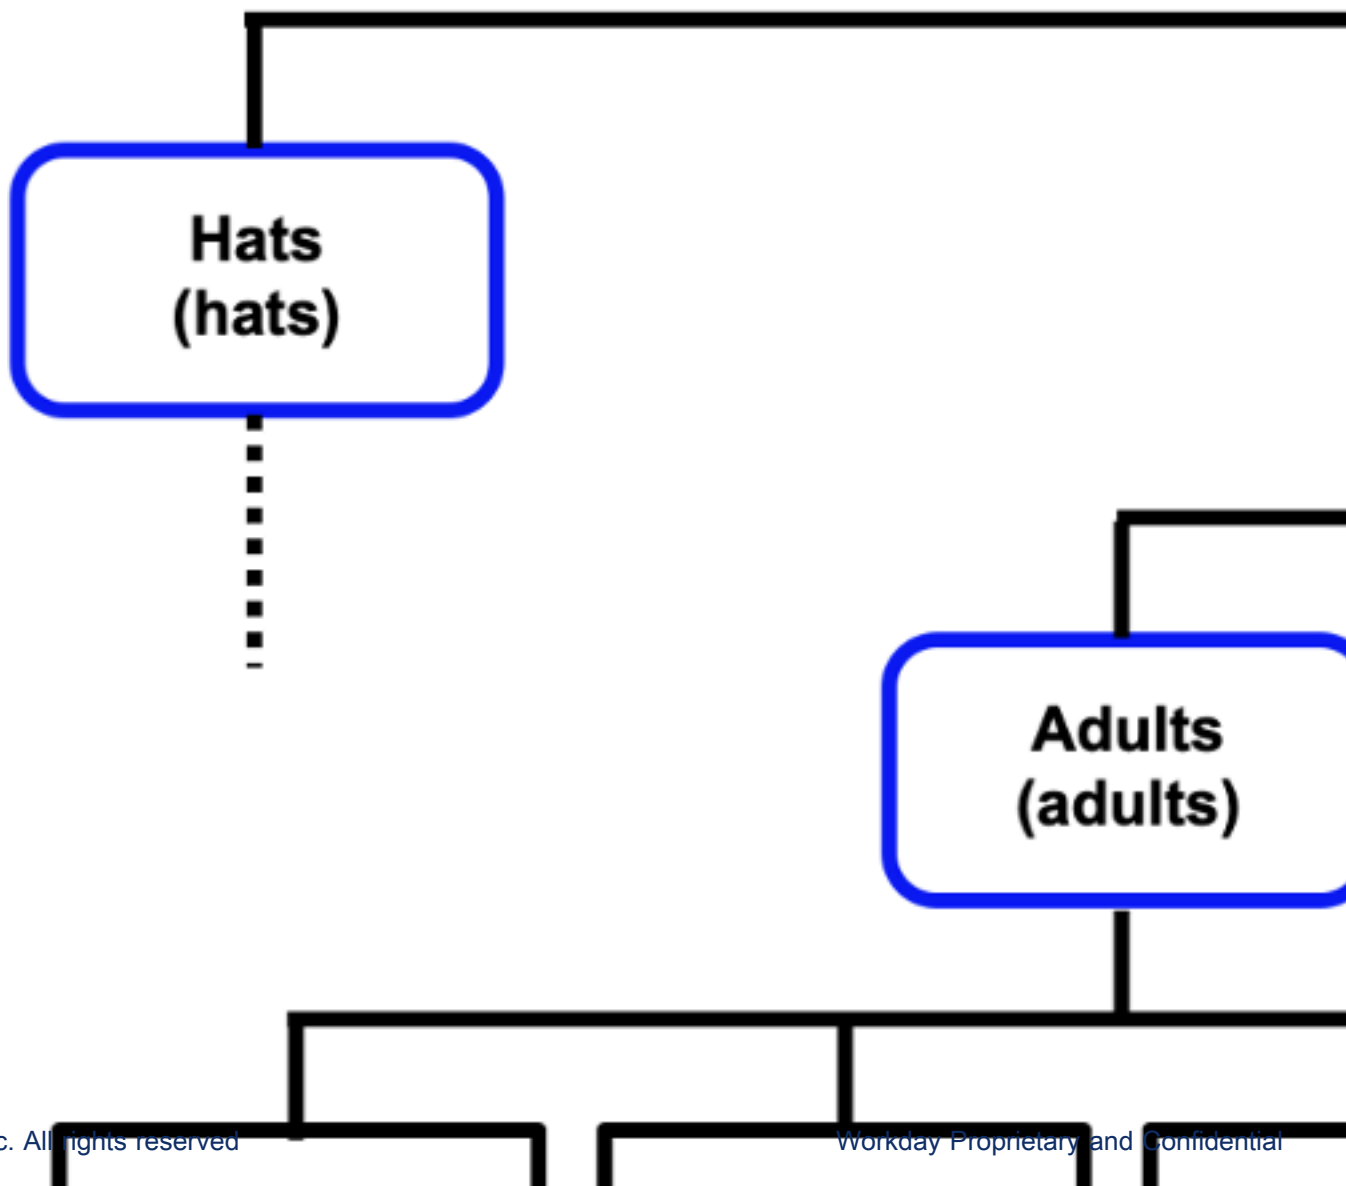 Hats
(hats)
Adults
(adults)
c. All rights reserved
Workday Proprietary and Confidential